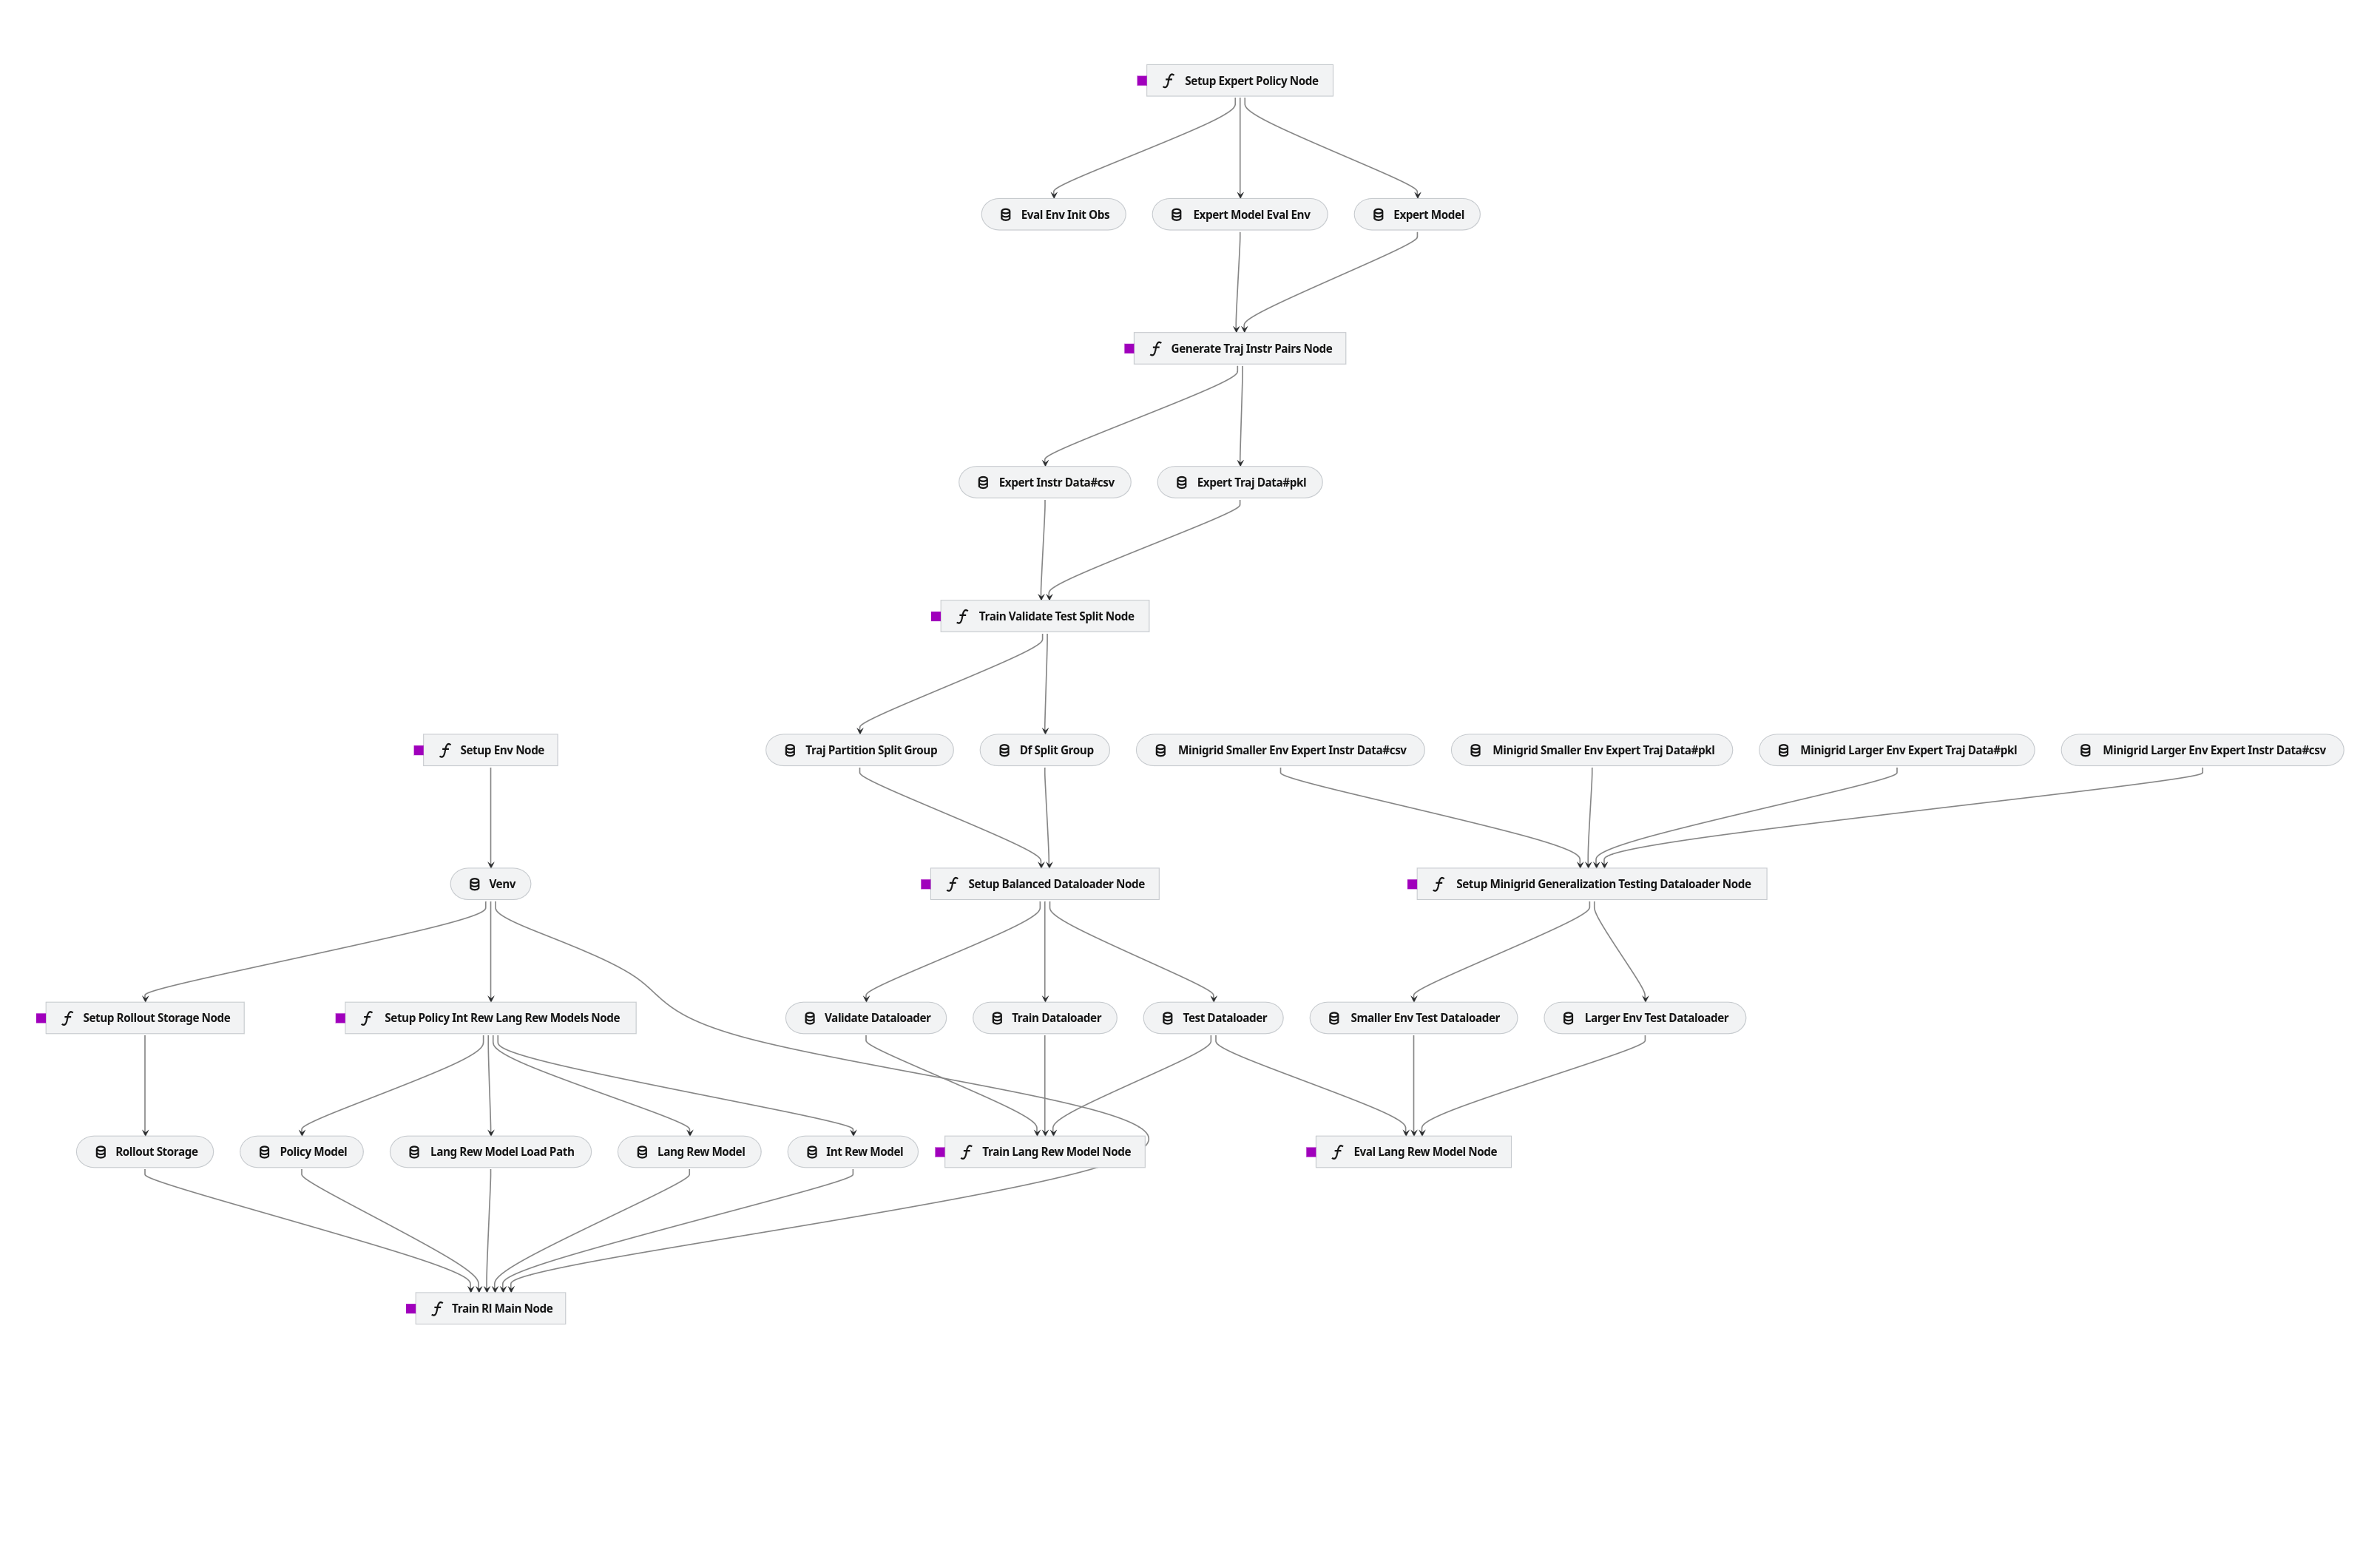 Setup Expert Policy Node
Eval Env Init Obs
Expert Model Eval Env
Expert Model
Generate Traj Instr Pairs Node
Expert Instr Data#csv
Expert Traj Data#pkl
Train Validate Test Split Node
Setup Env Node
Traj Partition Split Group
Df Split Group
Minigrid Smaller Env Expert Instr Data#csv
Minigrid Smaller Env Expert Traj Data#pkl
Minigrid Larger Env Expert Traj Data#pkl
Minigrid Larger Env Expert Instr Data#csv
Venv
Setup Balanced Dataloader Node
Setup Minigrid Generalization Testing Dataloader Node
Setup Rollout Storage Node
Setup Policy Int Rew Lang Rew Models Node
Validate Dataloader
Train Dataloader
Test Dataloader
Smaller Env Test Dataloader
Larger Env Test Dataloader
Rollout Storage
Policy Model
Lang Rew Model Load Path
Lang Rew Model
Int Rew Model
Train Lang Rew Model Node
Eval Lang Rew Model Node
Train Rl Main Node